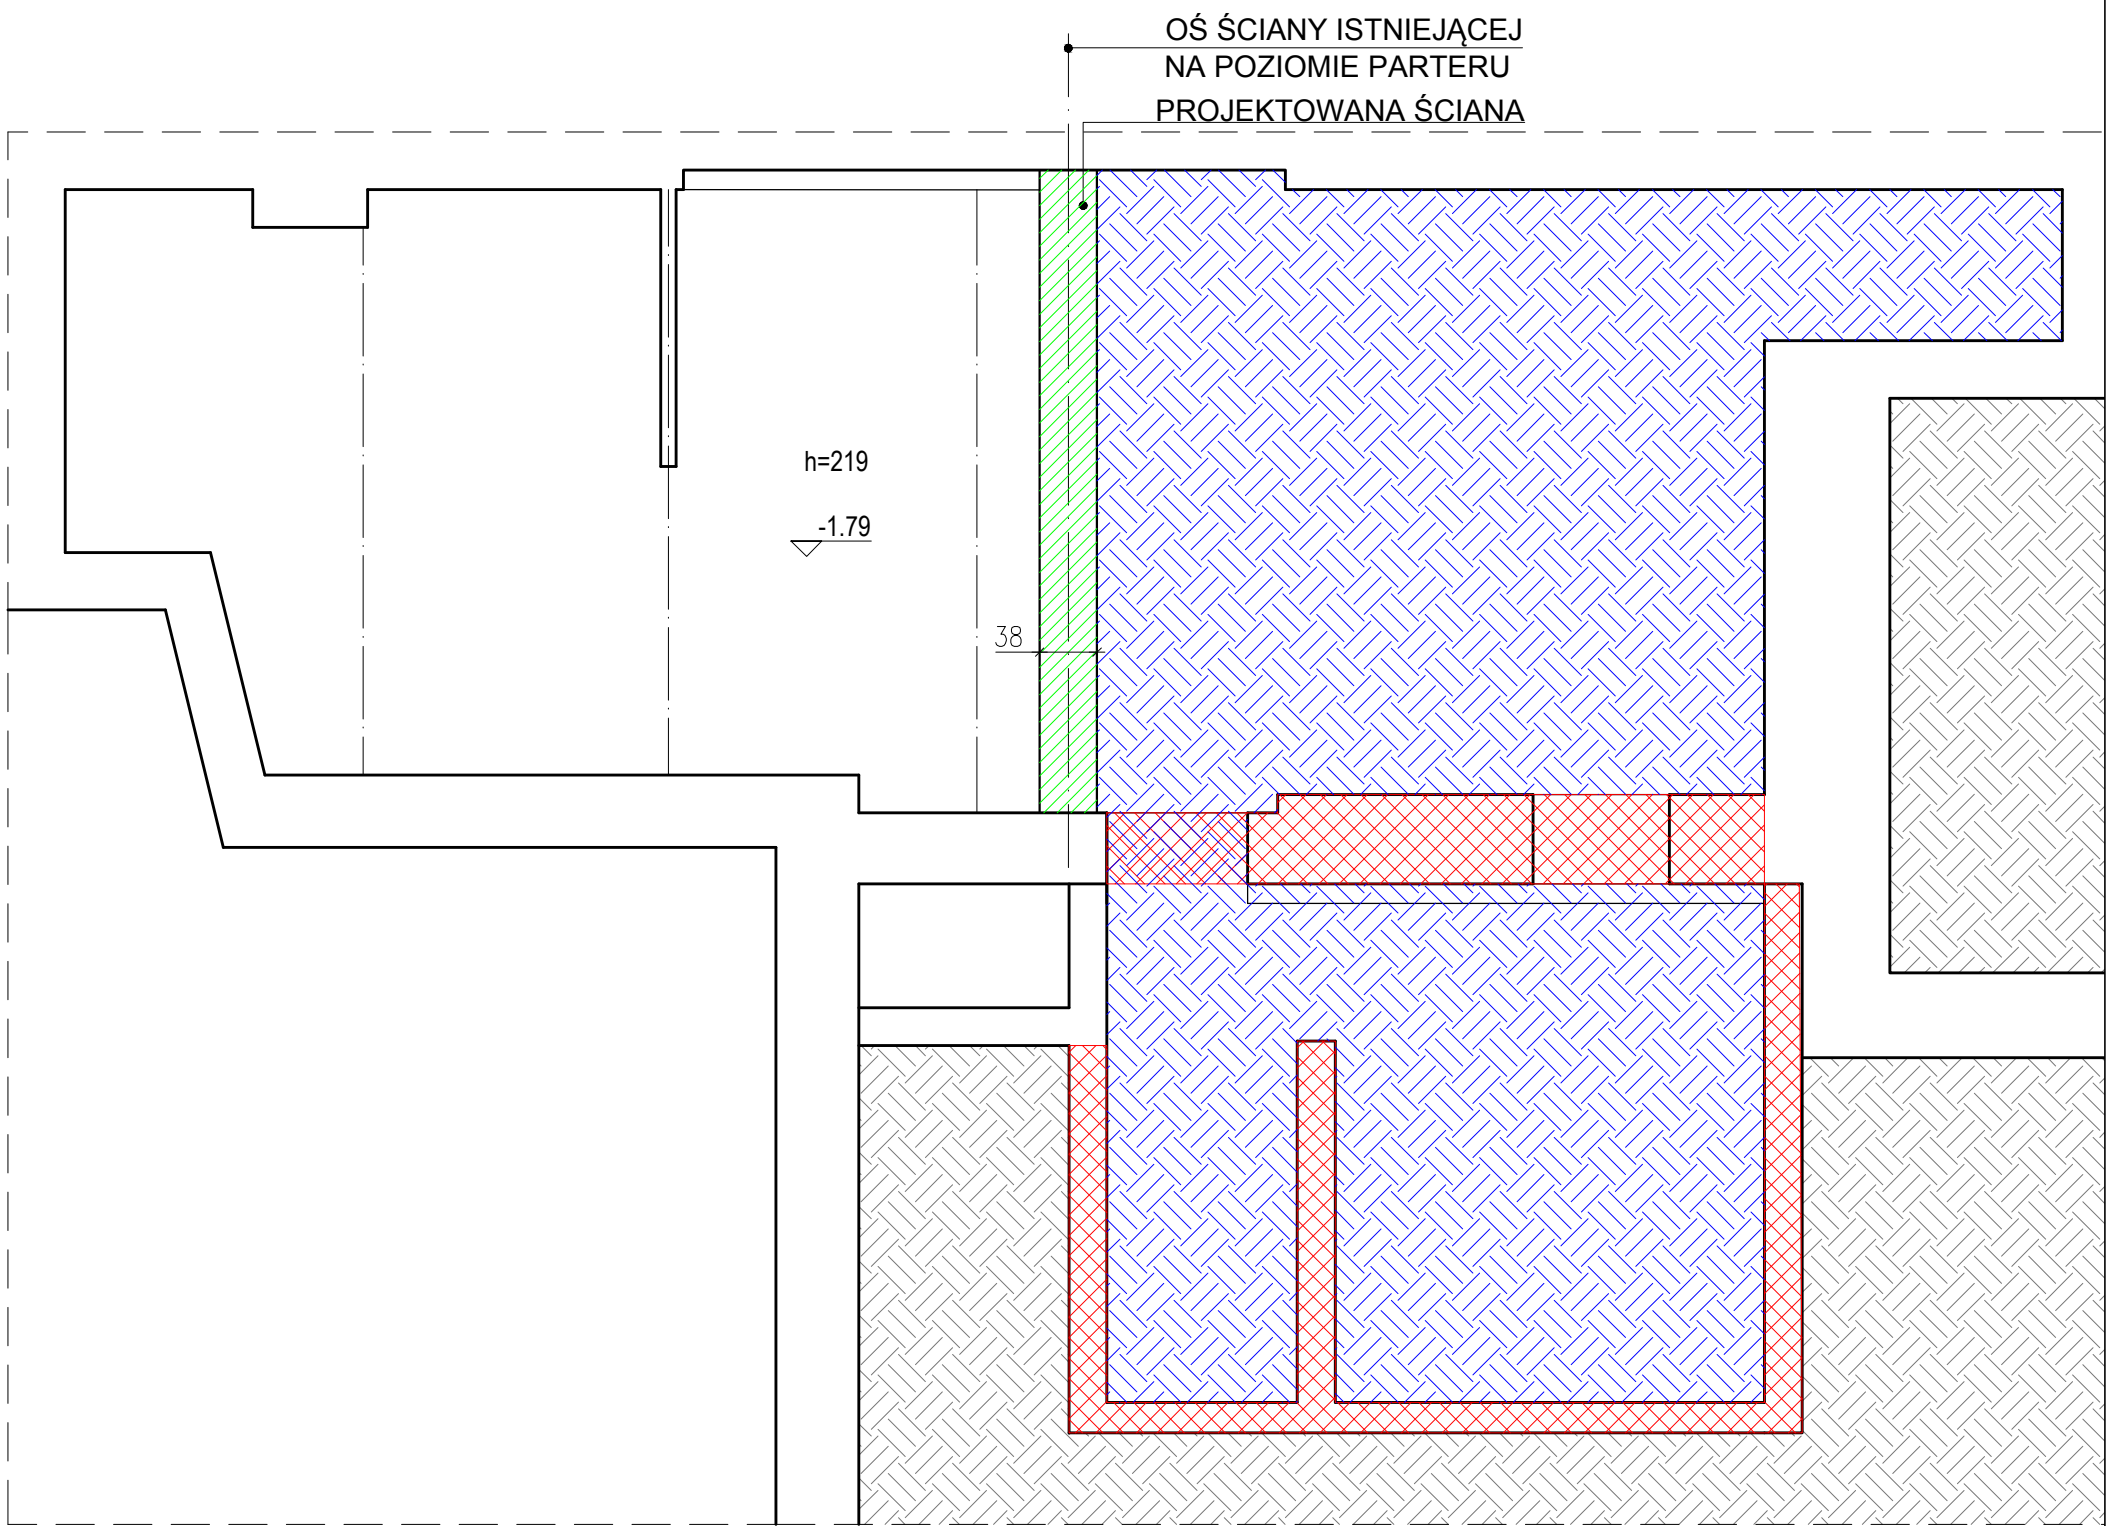 OŚ ŚCIANY ISTNIEJĄCEJ
NA POZIOMIE PARTERU
PROJEKTOWANA ŚCIANA
h=219
-1.79
38